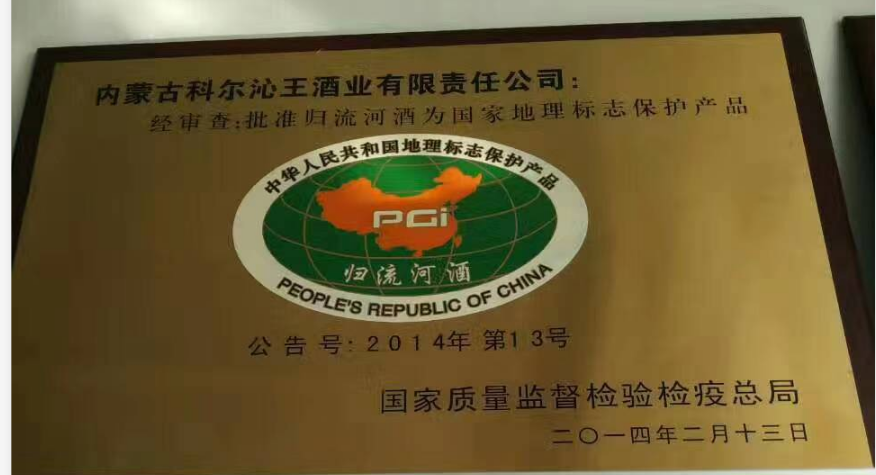 内蒙古科尔沁王酒业有限责任公司：
经审查:批准归流河酒为国家地理标志保护产品
中华人民共和国地理标志保护产品
PGi
归流河酒
PEOPLE'S REPUBLIC OF CHINA
公告号: 2014年 第13号
国家质量监督检验检疫总局
二〇一四年二月十三日